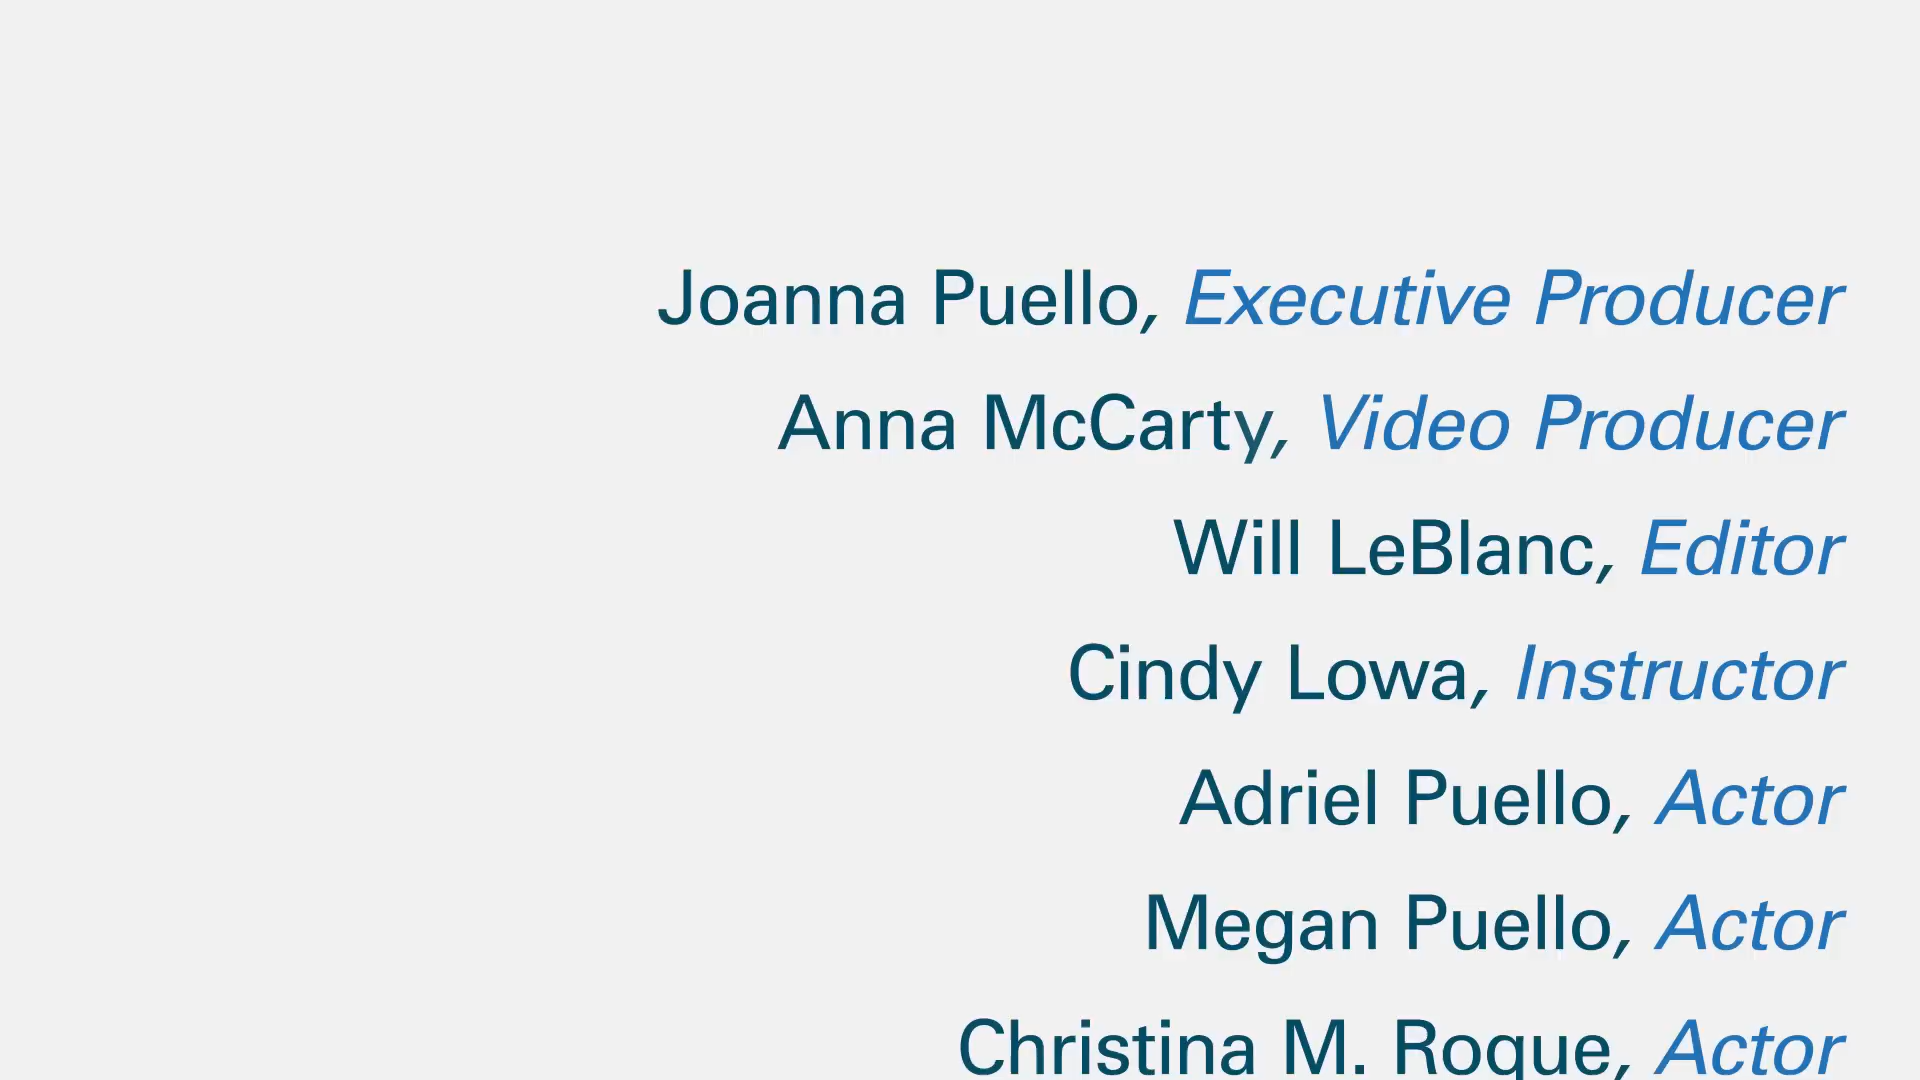 Joanna Puello, Executive Producer
Anna McCarty, Video Producer
Will LeBlanc, Editor
Cindy Lowa, Instructor
Adriel Puello, Actor
Megan Puello, Actor
Christina M. Roque, Actor